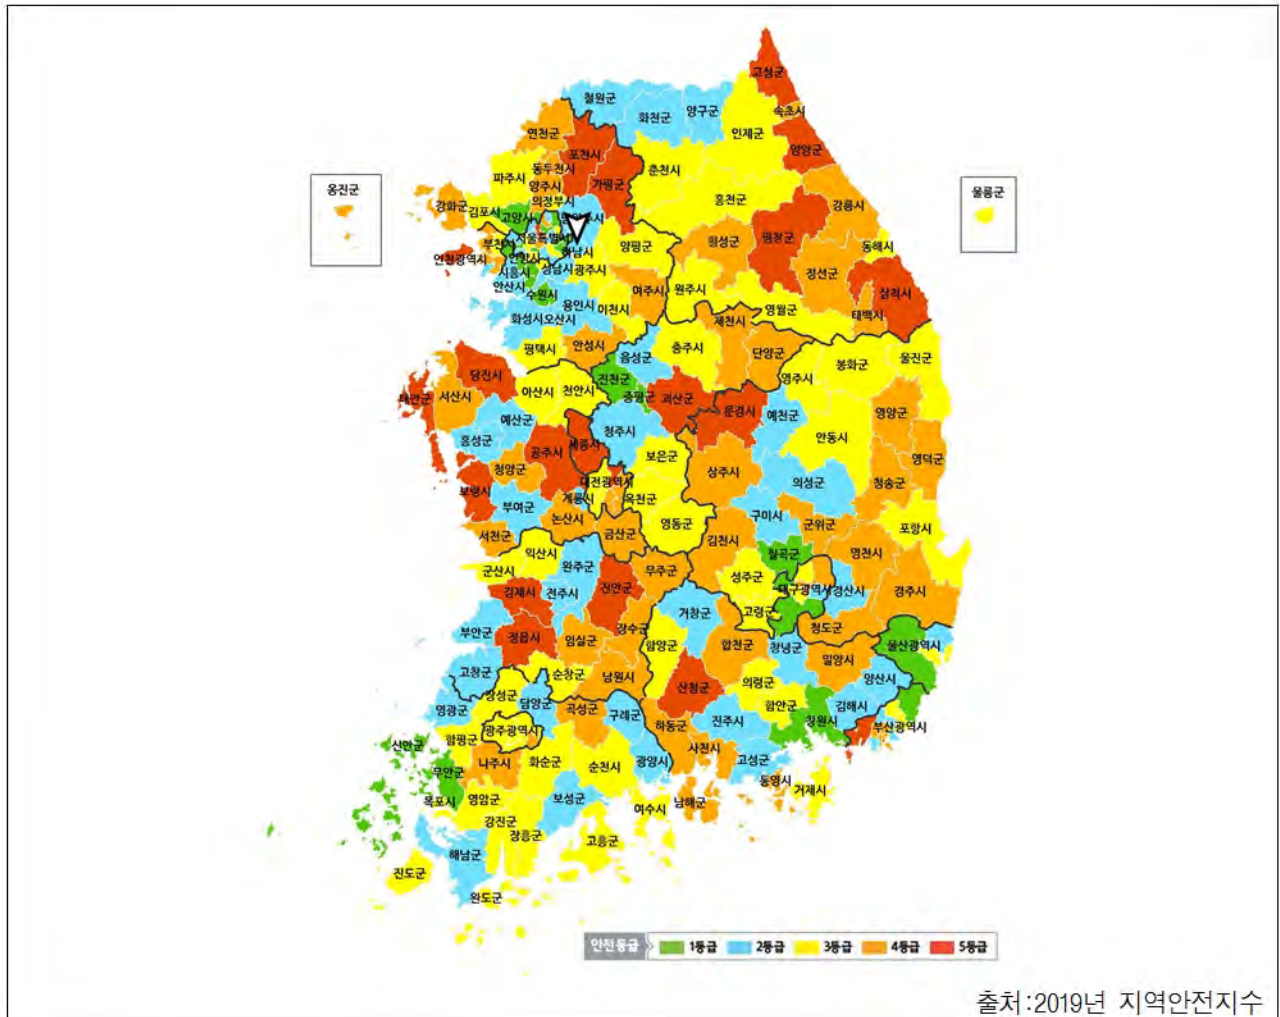 고성군
철원군
양구군
화천군
속초시
연천군
인제군
포천시
양양군
동두천시
춘천시
파주시
양주시
가평군
옹진군
울릉군
의정부시
홍천군
강화군
김포시
고양시
강릉시
서울특별시
부천시
횡성군
평창군
양평군
동해시
하남시
인천광역시
안양시
시흥시
성남시
광주시
정선군
안산시
수원시
여주시
원주시
삼척시
용인시
이천시
영월군
태백시
화성시
오산시
제천시
안성시
평택시
음성군
충주시
단양군
봉화군
울진군
당진시
진천군
영주시
아산시
천안시
태안군
서산시
증평군
괴산군
문경시
예천군
영양군
예산군
청주시
안동시
홍성군
공주시
세종시
보은군
영덕군
청양군
상주시
대전광역시
의성군
청송군
보령시
계룡시
옥천군
부여군
논산시
영동군
구미시
군위군
포항시
서천군
금산군
김천시
익산시
칠곡군
영천시
완주군
군산시
무주군
성주군
김제시
전주시
진안군
대구광역시
경산시
경주시
거창군
고령군
부안군
정읍시
임실군
장수군
청도군
함양군
합천군
창녕군
울산광역시
밀양시
고창군
순창군
남원시
산청군
의령군
양산시
장성군
담양군
영광군
곡성군
구례군
함안군
김해시
광주광역시
하동군
진주시
창원시
부산광역시
신안군
함평군
사천시
나주시
화순군
순천시
광양시
고성군
무안군
통영시
거제시
목포시
영암군
보성군
여수시
남해군
강진군
장흥군
고흥군
해남군
진도군
완도군
안전등급
1등급
2등급
3등급
4등급
5등급
출처:2019년 지역안전지수